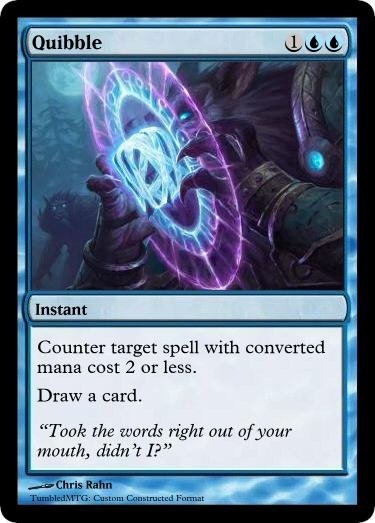 Quibble 1
Instant
Counter target spell with converted
mana cost 2 or less.
Draw a card.
“Took the words right out of your
mouth, didn’t I?”
Chris Rahn
TumbledMTG: Custom Constructed Format